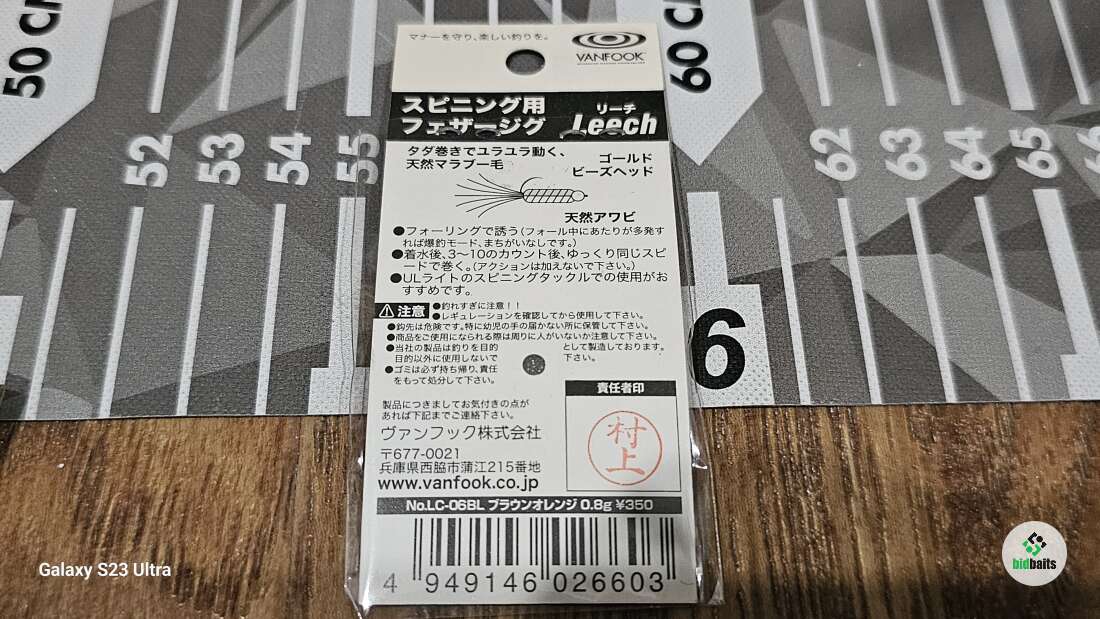 50 CM
52
53
54
55
60 CM
62
63
64
65
6
マナーを守り、楽しい釣りを。
VANFOOK
スピニング用
フェザージグ
リーチ
Leech
タダ巻きでユラユラ動く、
天然マラブー毛
ゴールド
ビーズヘッド
天然アワビ
●フォーリングで誘う(フォール中にあたりが多発す
れば爆釣モード、まちがいなしです。)
●着水後、3~10のカウント後、ゆっくり同じスピ
ードで巻く。(アクションは加えないで下さい。)
●ULライトのスピニングタックルでの使用がお
すすめです。
注意 ●釣れすぎに注意!!
●レギュレーションを確認してから使用して下さい。
●鈎先は危険です。特に幼児の手の届かない所に保管して下さい。
●商品をご使用になられる際は周りに人がいないか注意して下さい。
●当社の製品は釣りを目的 として製造しております。
目的以外に使用しないで 下さい。
●ゴミは必ず持ち帰り、責任
をもって処分して下さい。
製品につきましてお気付きの点が
あれば下記までご連絡下さい。
ヴァンフック株式会社
〒677-0021
兵庫県西脇市蒲江215番地
www.vanfook.co.jp
責任者印
村上
No.LC-06BL ブラウンオレンジ 0.8g ¥350
4 949146 026603
Galaxy S23 Ultra
bidbaits